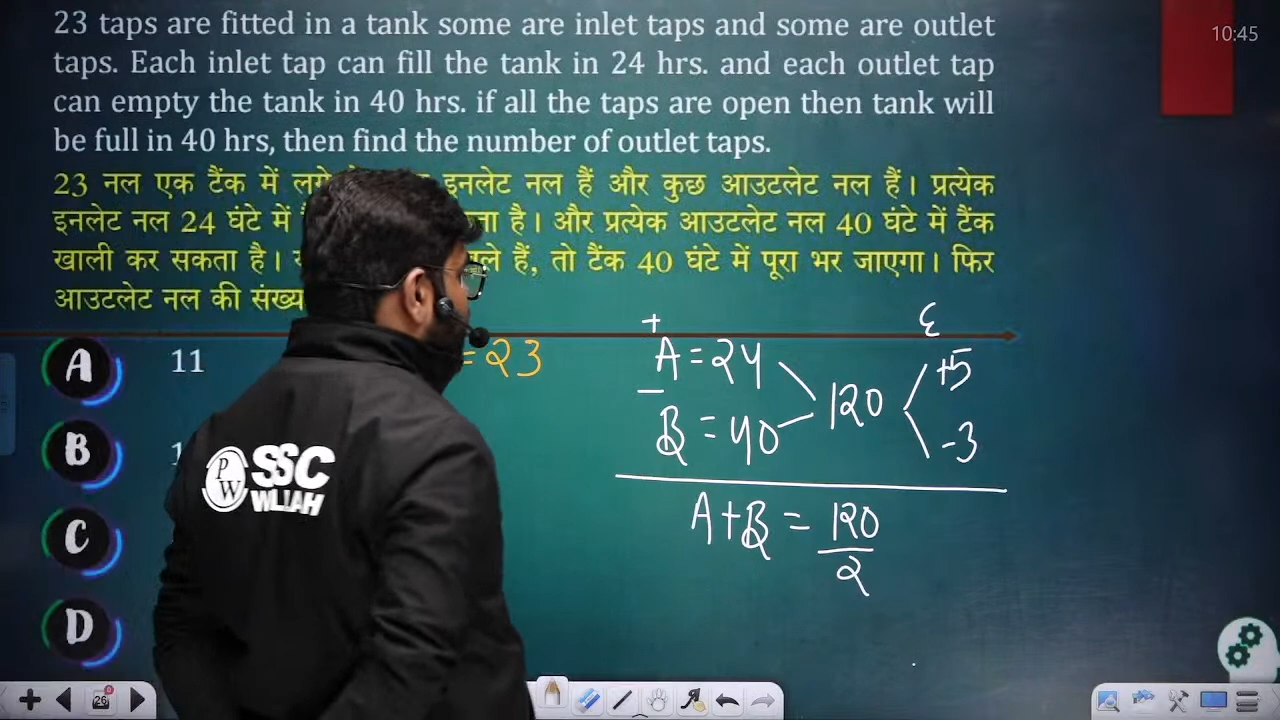 23 taps are fitted in a tank some are inlet taps and some are outlet
10:45
taps. Each inlet tap can fill the tank in 24 hrs. and each outlet tap
can empty the tank in 40 hrs. if all the taps are open then tank will
be full in 40 hrs, then find the number of outlet taps.
23 नल एक टैंक में इनलेट नल हैं और कुछ आउटलेट नल हैं। प्रत्येक
इनलेट नल 24 घंटे में है। और प्रत्येक आउटलेट नल 40 घंटे में टैंक
खाली कर सकता है। हैं, तो टैंक 40 घंटे में पूरा भर जाएगा। फिर
आउटलेट नल की
A 11
= 23
B
C
D
+ ε
A = 24 +5
120
− B = 40 -3
A+B = 120/2
PW SSC
WALLAH
26